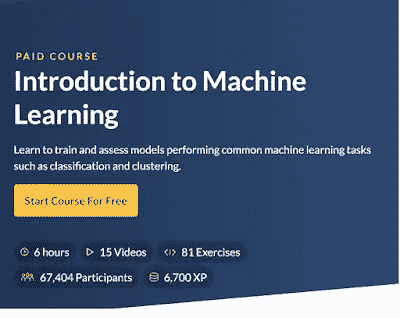 PAID COURSE
Introduction to Machine
Learning
Learn to train and assess models performing common machine learning tasks
such as classification and clustering.
Start Course For Free
6 hours 15 Videos 81 Exercises
67,404 Participants 6,700 XP